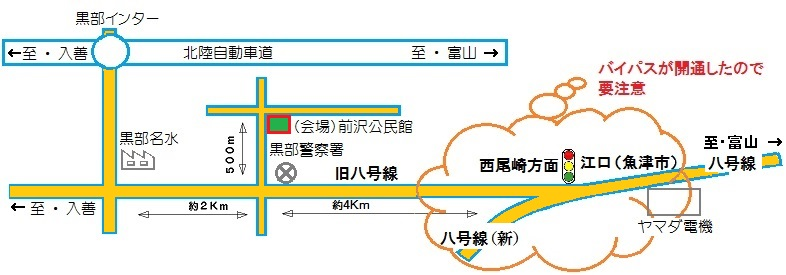 黒部インター
←至・入善
北陸自動車道
至・富山→
バイパスが開通したので
要注意
(会場)前沢公民館
黒部名水
500m
黒部警察署
旧八号線
西尾崎方面
江口(魚津市)
至・富山→
八号線
←至・入善
約2Km
約4Km
八号線(新)
ヤマダ電機